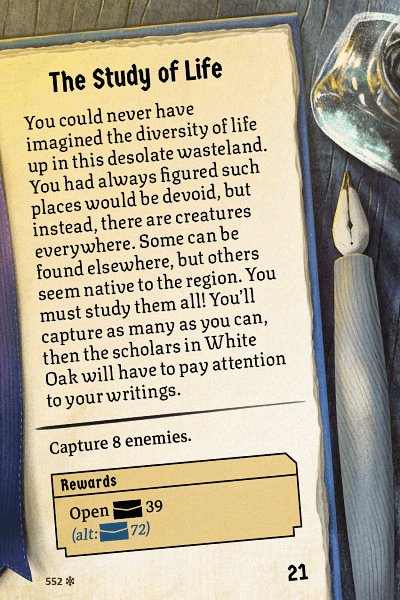 The Study of Life
You could never have
imagined the diversity of life
up in this desolate wasteland.
You had always figured such
places would be devoid, but
instead, there are creatures
everywhere. Some can be
found elsewhere, but others
seem native to the region. You
must study them all! You'll
capture as many as you can,
then the scholars in White
Oak will have to pay attention
to your writings.
Capture 8 enemies.
Rewards
Open 39
(alt: 72)
552
21